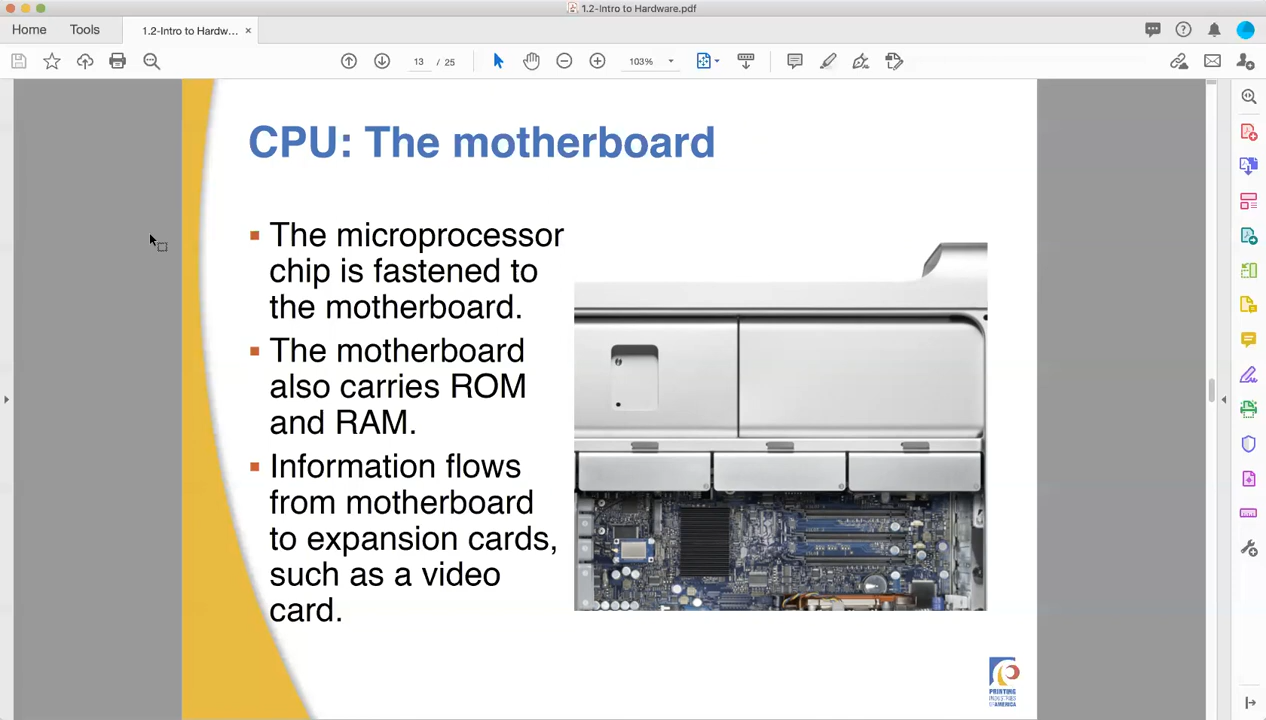 1.2-Intro to Hardware.pdf
Home
Tools
1.2-Intro to Hardw...
13 / 25
103%
CPU: The motherboard
The microprocessor
chip is fastened to
the motherboard.
The motherboard
also carries ROM
and RAM.
Information flows
from motherboard
to expansion cards,
such as a video
card.
PRINTING
INDUSTRIES
OF AMERICA